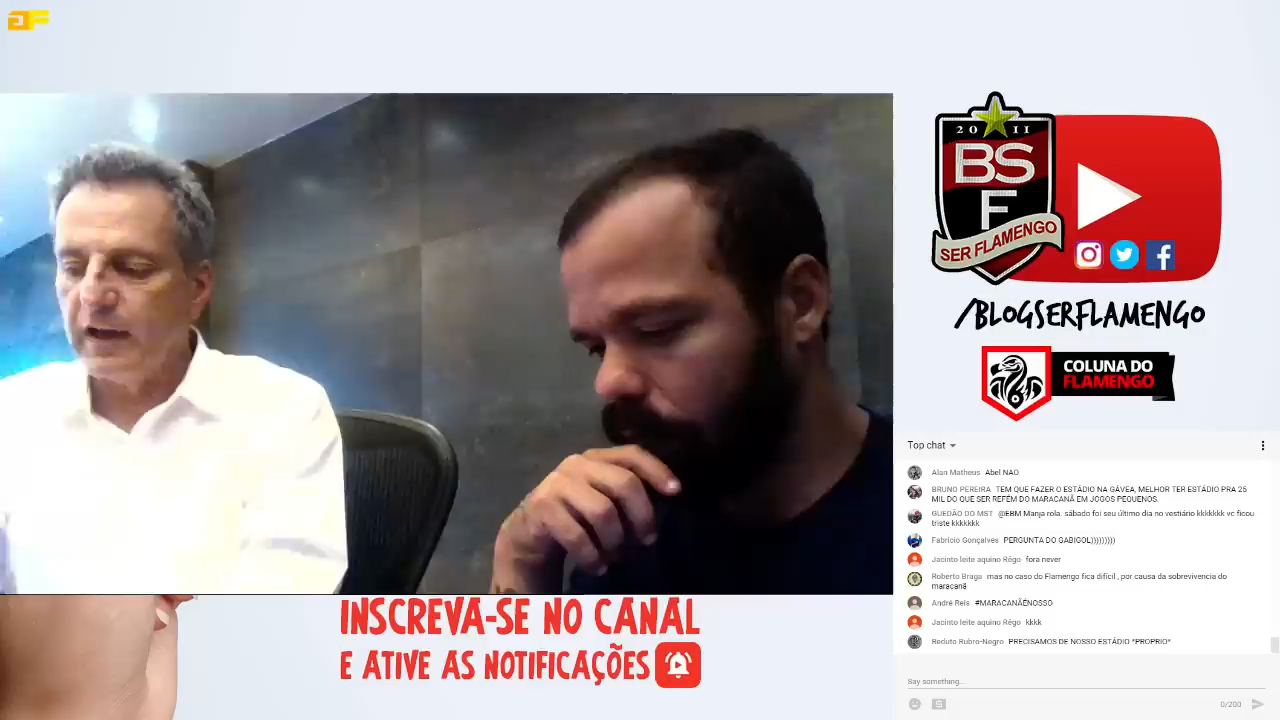 GF
2011
BS
F
SER FLAMENGO
/BLOGSERFLAMENGO
COLUNA DO
FLAMENGO
Top chat
Alan Matheus Abel NAO
BRUNO PEREIRA TEM QUE FAZER O ESTÁDIO NA GÁVEA, MELHOR TER ESTÁDIO PRA 25
MIL DO QUE SER REFÉM DO MARACANÃ EM JOGOS PEQUENOS.
GUEDÃO DO MST @EBM Manja rola. sábado foi seu último dia no vestiário kkkkkkk vc ficou
triste kkkkkkk
Fabrício Gonçalves PERGUNTA DO GABIGOL)))))))))
Jacinto leite aquino Rêgo fora never
Roberto Braga mas no caso do Flamengo fica difícil , por causa da sobrevivencia do
maracanã
André Reis #MARACANÃÉNOSSO
Jacinto leite aquino Rêgo kkkk
Reduto Rubro-Negro PRECISAMOS DE NOSSO ESTÁDIO *PROPRIO*
Say something...
0/200
INSCREVA-SE NO CANAL
E ATIVE AS NOTIFICAÇÕES